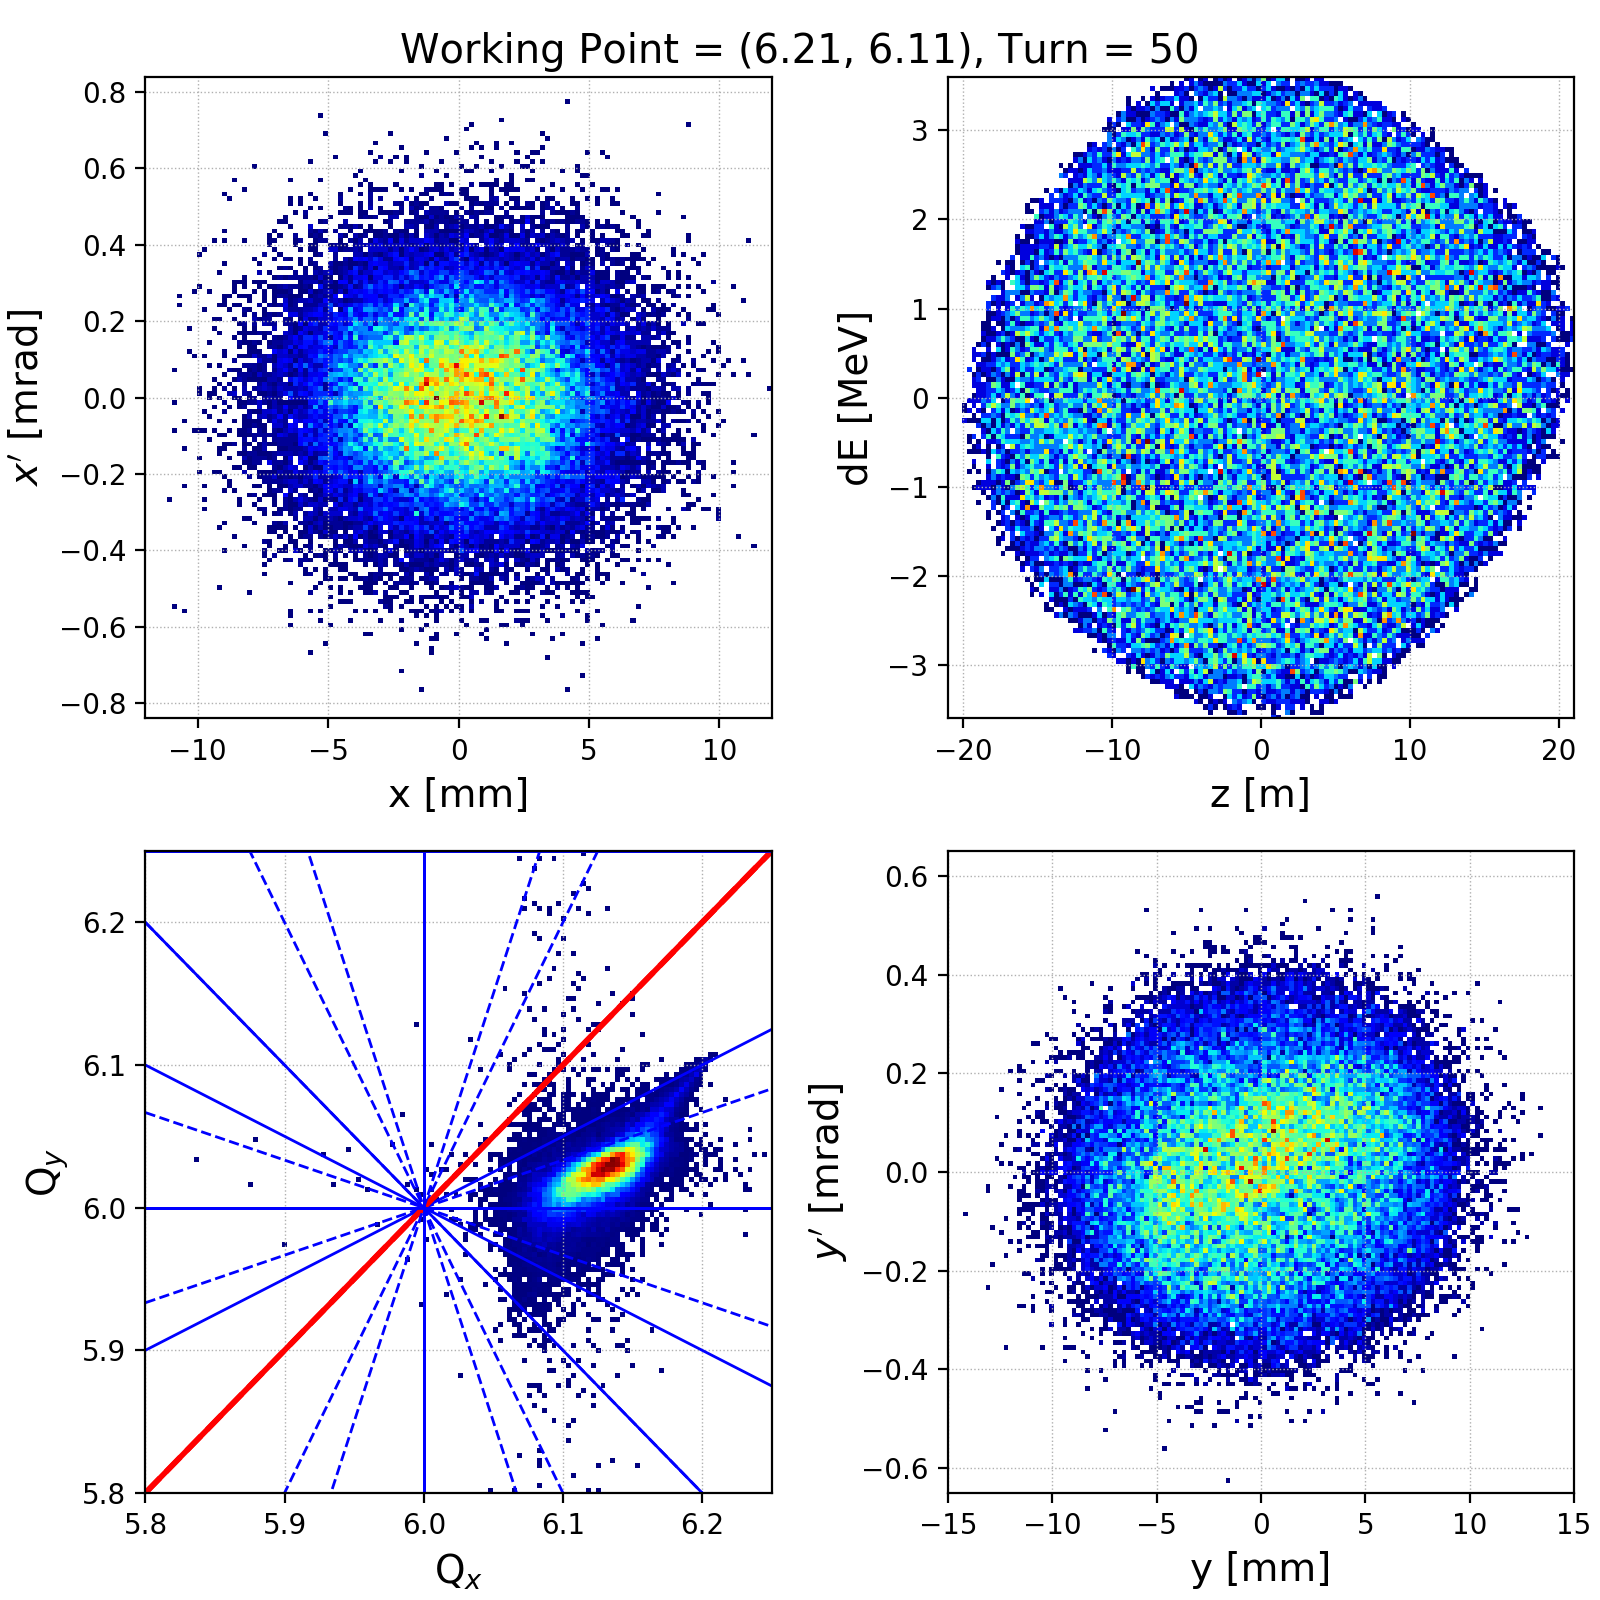 Working Point = (6.21, 6.11), Turn = 50
0.8
0.6
0.4
0.2
0.0
−0.2
−0.4
−0.6
−0.8
x′ [mrad]
−10 −5 0 5 10
x [mm]
3
2
1
0
−1
−2
−3
dE [MeV]
−20 −10 0 10 20
z [m]
6.2
6.1
6.0
5.9
5.8
Qy
5.8 5.9 6.0 6.1 6.2
Qx
0.6
0.4
0.2
0.0
−0.2
−0.4
−0.6
y′ [mrad]
−15 −10 −5 0 5 10 15
y [mm]